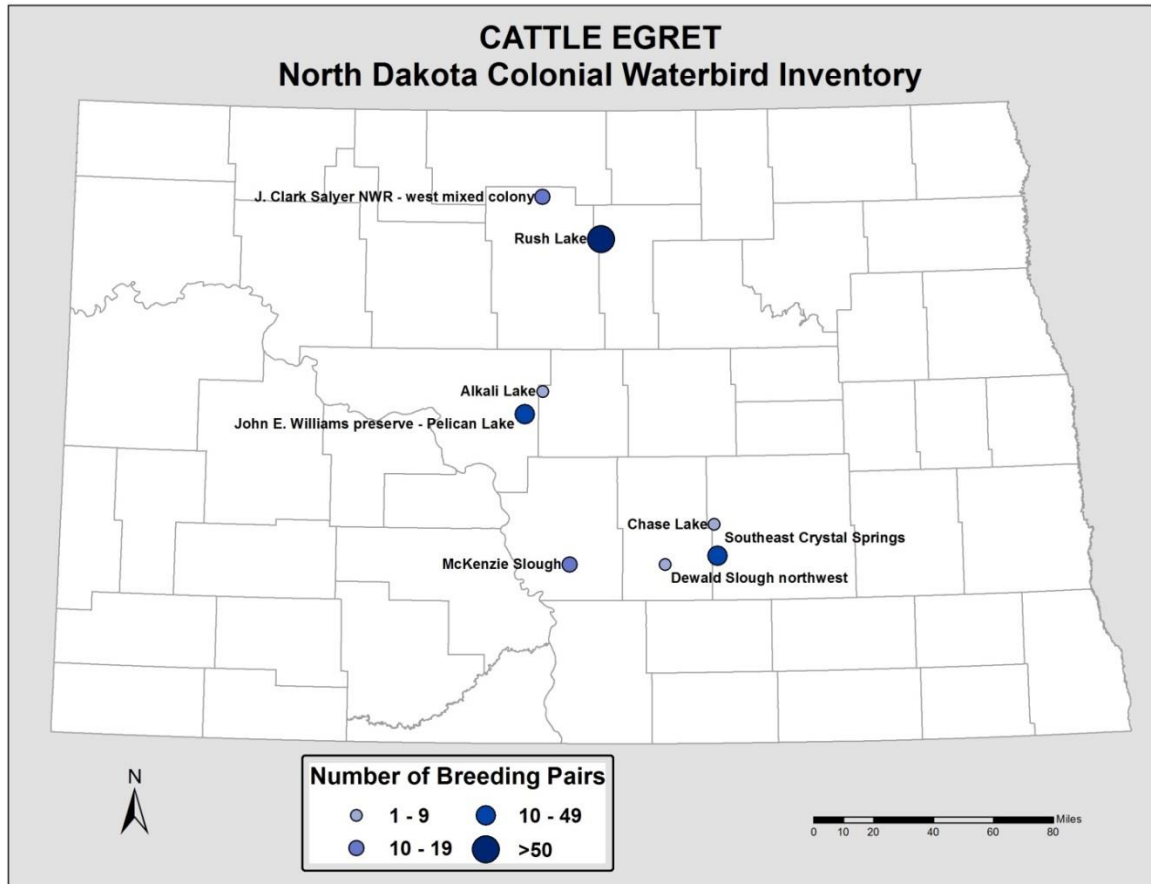 CATTLE EGRET
North Dakota Colonial Waterbird Inventory
J. Clark Salyer NWR - west mixed colony
Rush Lake
Alkali Lake
John E. Williams preserve - Pelican Lake
Chase Lake
Southeast Crystal Springs
McKenzie Slough
Dewald Slough northwest
N
Number of Breeding Pairs
1 - 9 10 - 49
10 - 19 >50
Miles
0 10 20 40 60 80